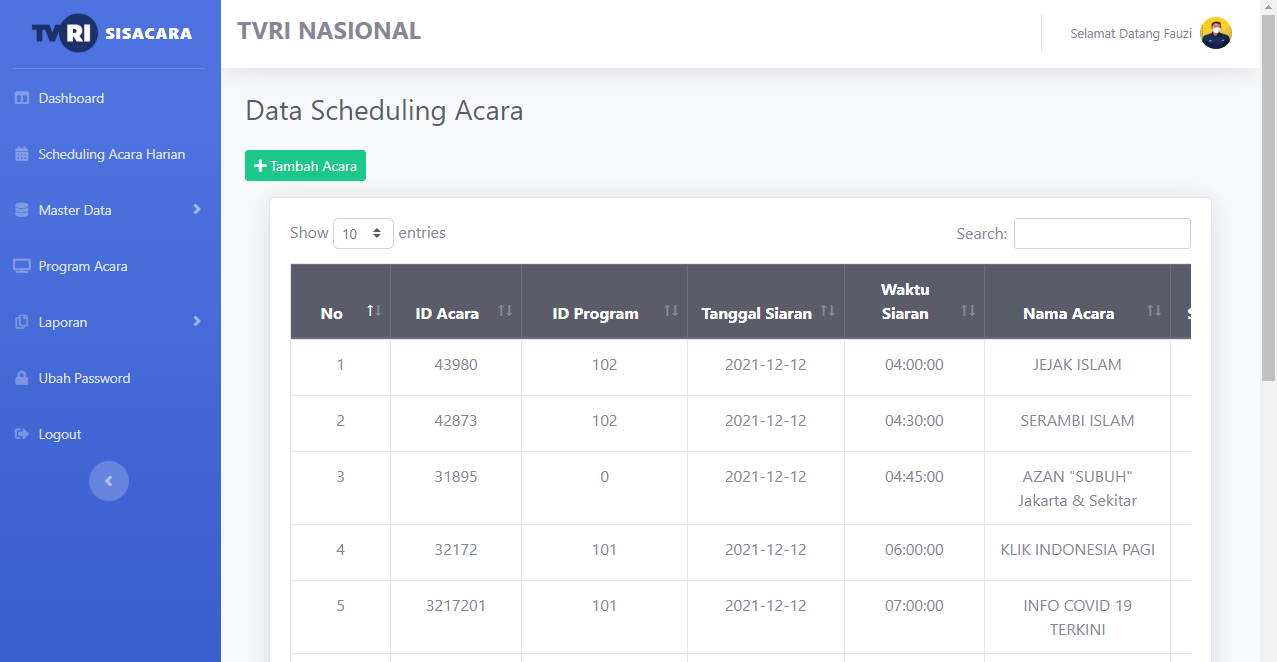 TVRI SISACARA
TVRI NASIONAL
Selamat Datang Fauzi
Dashboard
Scheduling Acara Harian
Master Data
Program Acara
Laporan
Ubah Password
Logout
Data Scheduling Acara
Tambah Acara
Show 10 entries
Search:
No ID Acara ID Program Tanggal Siaran Waktu Siaran Nama Acara
1 43980 102 2021-12-12 04:00:00 JEJAK ISLAM
2 42873 102 2021-12-12 04:30:00 SERAMBI ISLAM
3 31895 0 2021-12-12 04:45:00 AZAN "SUBUH"
Jakarta & Sekitar
4 32172 101 2021-12-12 06:00:00 KLIK INDONESIA PAGI
5 3217201 101 2021-12-12 07:00:00 INFO COVID 19
TERKINI